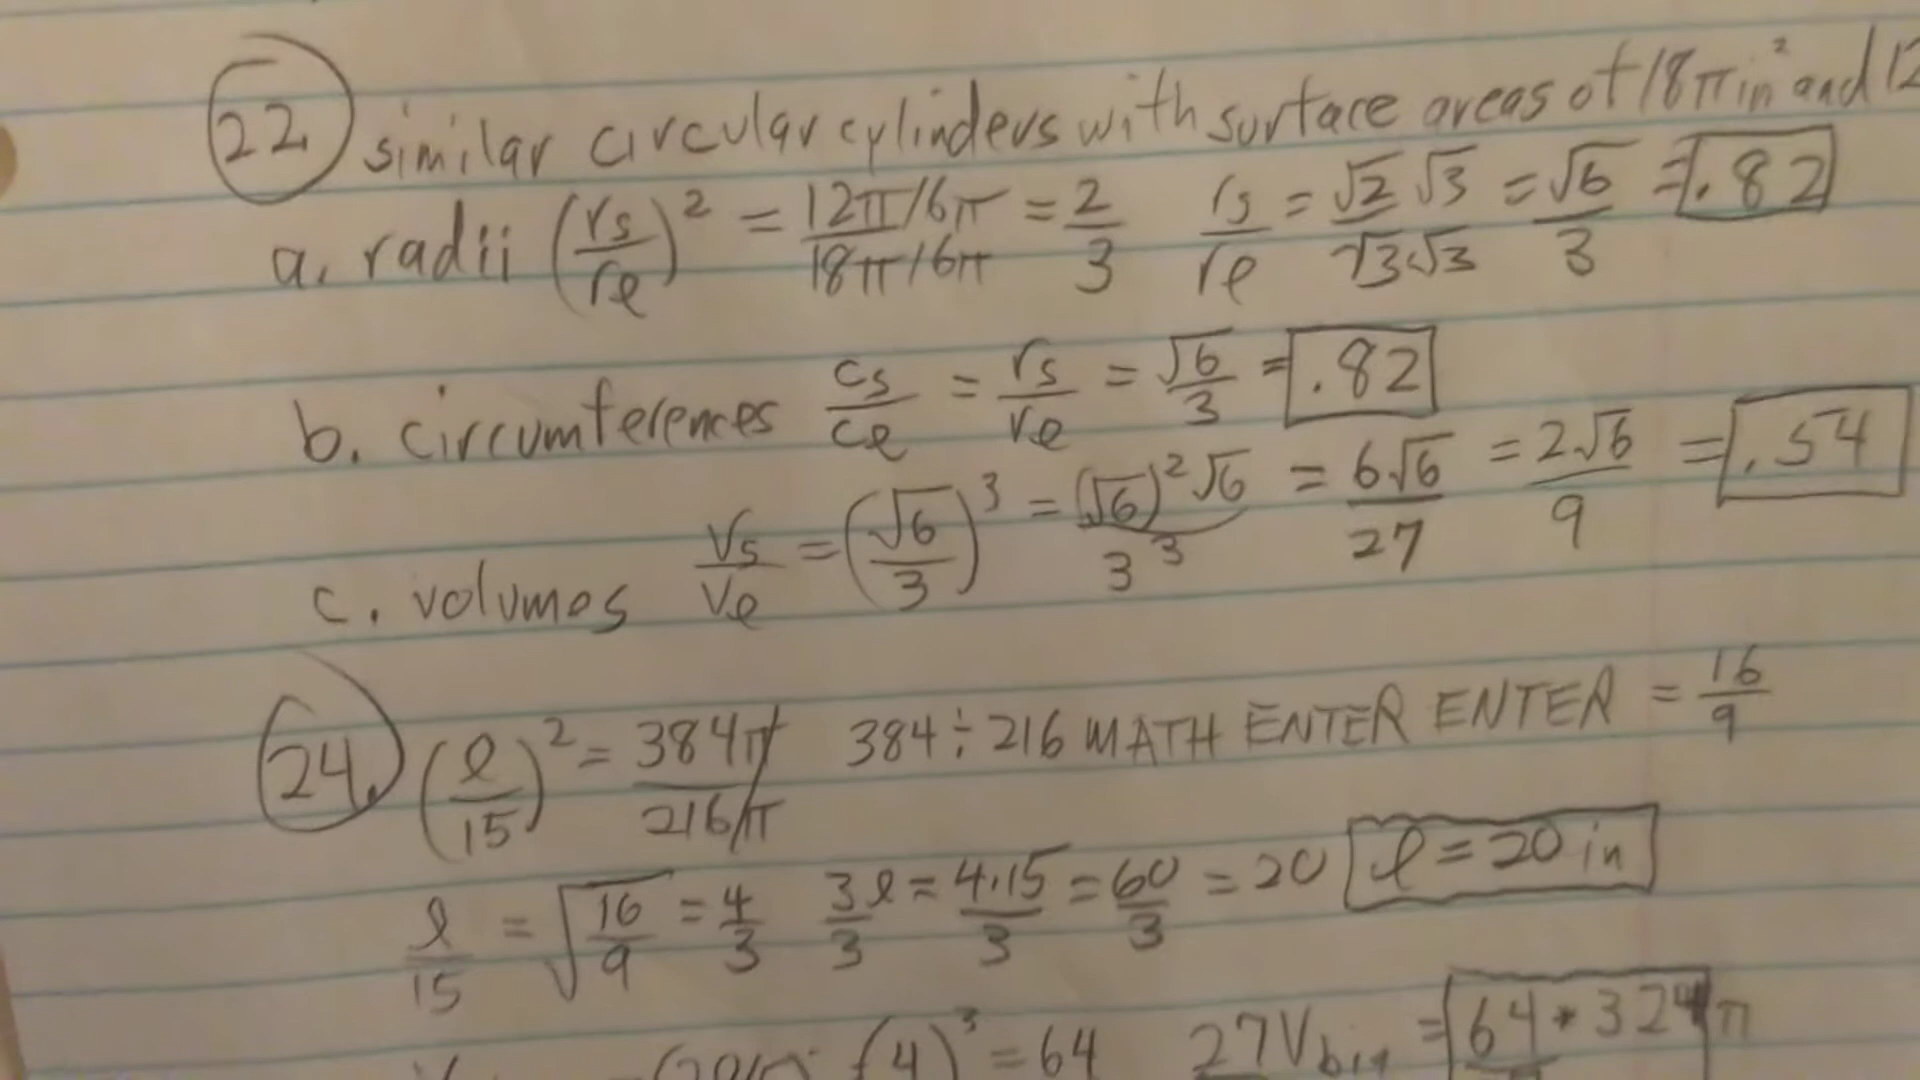 22. similar circular cylinders with surface areas of 18π in² and 12
a. radii (rs/rl)² = 12π/6π / 18π/6π = 2/3 rs/rl = √2 √3 / √3 √3 = √6/3 = .82
b. circumferences cs/cl = rs/rl = √6/3 = .82
c. volumes Vs/Vl = (√6/3)³ = (√6)²√6 / 3³ = 6√6/27 = 2√6/9 = .54
24. (l/15)² = 384π/216π 384 ÷ 216 MATH ENTER ENTER = 16/9
l/15 = √16/9 = 4/3 3l/3 = 4·15/3 = 60/3 = 20 l = 20 in
(4)³ = 64 27V = 64 * 324π